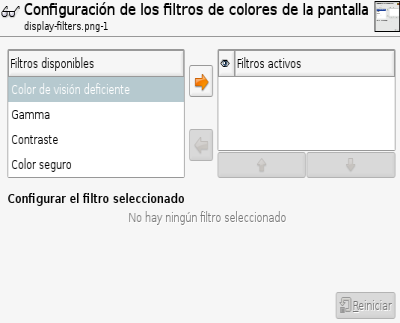 Configuración de los filtros de colores de la pantalla
display-filters.png-1
Filtros disponibles
Filtros activos
Color de visión deficiente
Gamma
Contraste
Color seguro
Configurar el filtro seleccionado
No hay ningún filtro seleccionado
Reiniciar